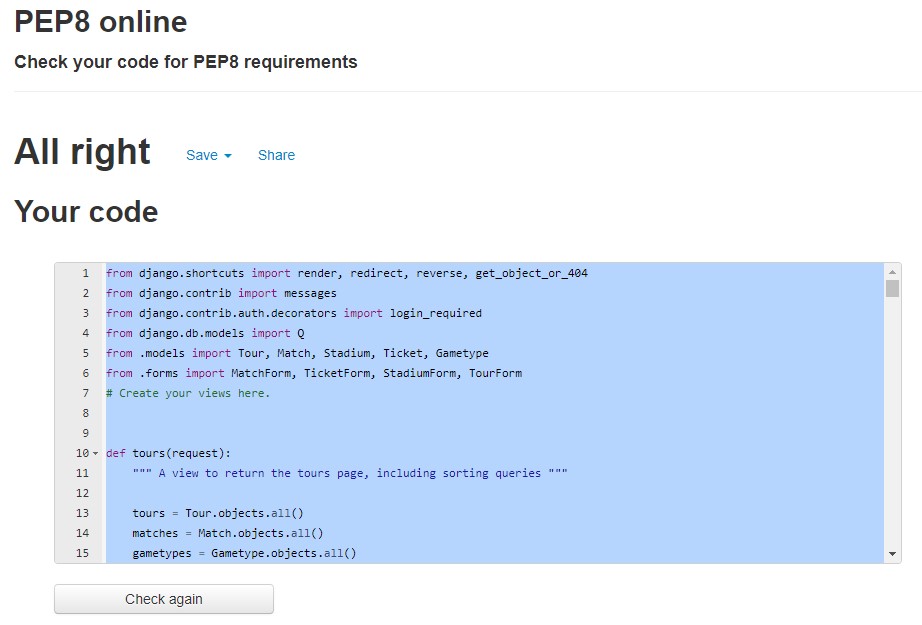 PEP8 online
Check your code for PEP8 requirements
All right Save Share
Your code
1 from django.shortcuts import render, redirect, reverse, get_object_or_404
2 from django.contrib import messages
3 from django.contrib.auth.decorators import login_required
4 from django.db.models import Q
5 from .models import Tour, Match, Stadium, Ticket, Gametype
6 from .forms import MatchForm, TicketForm, StadiumForm, TourForm
7 # Create your views here.
8
9
10 def tours(request):
11 """ A view to return the tours page, including sorting queries """
12
13 tours = Tour.objects.all()
14 matches = Match.objects.all()
15 gametypes = Gametype.objects.all()
Check again